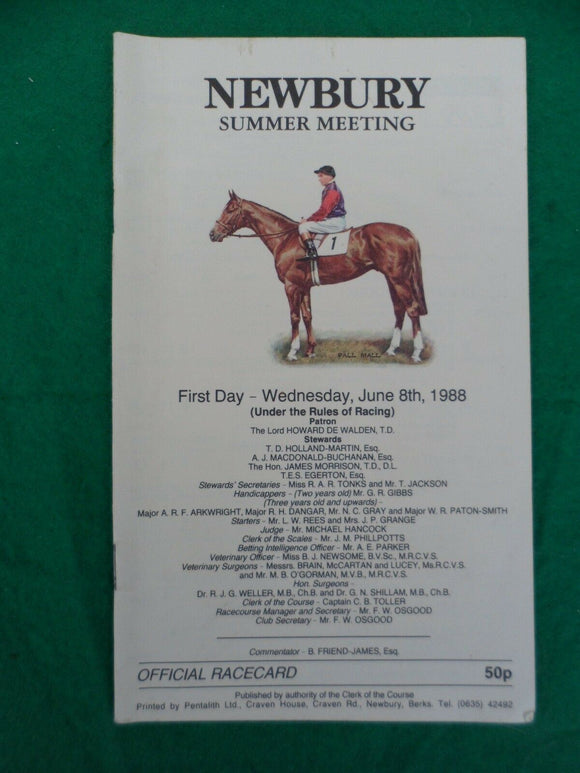 NEWBURY
SUMMER MEETING
1
PALL MALL
First Day – Wednesday, June 8th, 1988
(Under the Rules of Racing)
Patron
The Lord HOWARD DE WALDEN, T.D.
Stewards
T. D. HOLLAND-MARTIN, Esq.
A. J. MACDONALD-BUCHANAN, Esq.
The Hon. JAMES MORRISON, T.D., D.L.
T.E.S. EGERTON, Esq.
Stewards' Secretaries – Miss R. A. R. TONKS and Mr. T. JACKSON
Handicappers – (Two years old) Mr. G. R. GIBBS
(Three years old and upwards) –
Major A. R. F. ARKWRIGHT, Major R. H. DANGAR, Mr. N. C. GRAY and Major W. R. PATON-SMITH
Starters – Mr. L. W. REES and Mrs. J. P. GRANGE
Judge – Mr. MICHAEL HANCOCK
Clerk of the Scales – Mr. J. M. PHILLPOTTS
Betting Intelligence Officer – Mr. A. E. PARKER
Veterinary Officer – Miss B. J. NEWSOME, B.V.Sc., M.R.C.V.S.
Veterinary Surgeons – Messrs. BRAIN, McCARTAN and LUCEY, Ms.R.C.V.S.
and Mr. M. B. O'GORMAN, M.V.B., M.R.C.V.S.
Hon. Surgeons –
Dr. R. J. G. WELLER, M.B., Ch.B. and Dr. G. N. SHILLAM, M.B., Ch.B.
Clerk of the Course – Captain C. B. TOLLER
Racecourse Manager and Secretary – Mr. F. W. OSGOOD
Club Secretary – Mr. F. W. OSGOOD
Commentator – B. FRIEND-JAMES, Esq.
OFFICIAL RACECARD 50p
Published by authority of the Clerk of the Course
Printed by Pentalith Ltd., Craven House, Craven Rd., Newbury, Berks. Tel. (0635) 42492